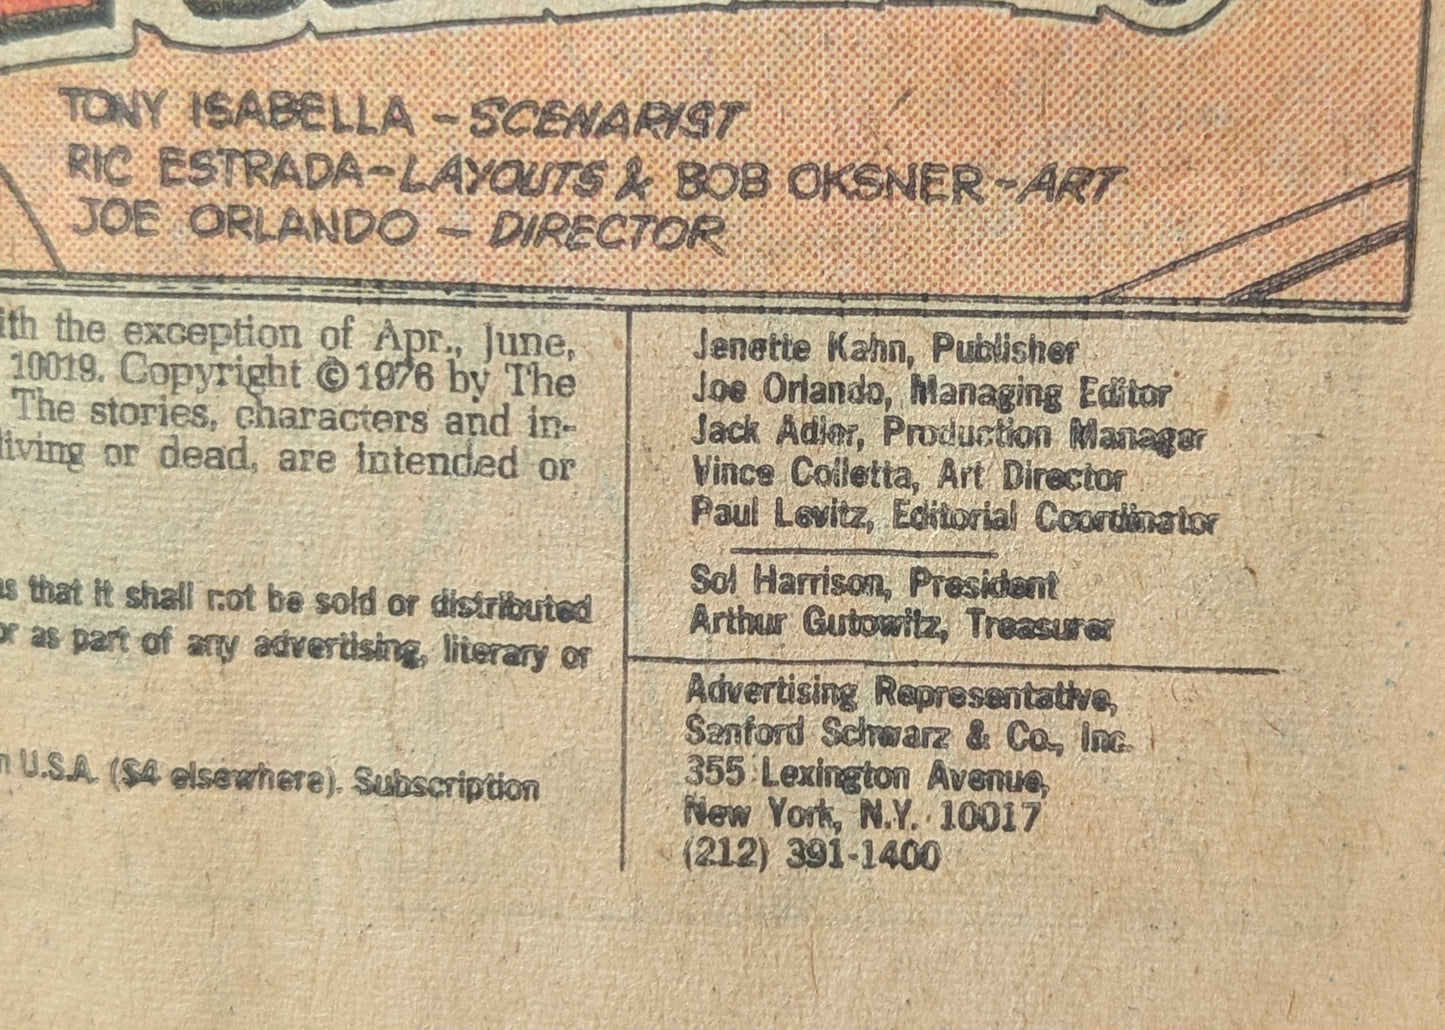 TONY ISABELLA - SCENARIST
RIC ESTRADA - LAYOUTS & BOB OKSNER - ART
JOE ORLANDO - DIRECTOR
ith the exception of Apr., June,
10019. Copyright © 1976 by The
The stories, characters and in-
living or dead, are intended or
as that it shall not be sold or distributed
or as part of any advertising, literary or
n U.S.A. ($4 elsewhere). Subscription
Jenette Kahn, Publisher
Joe Orlando, Managing Editor
Jack Adler, Production Manager
Vince Colletta, Art Director
Paul Levitz, Editorial Coordinator
Sol Harrison, President
Arthur Gutowitz, Treasurer
Advertising Representative,
Sanford Schwarz & Co., Inc.
355 Lexington Avenue,
New York, N.Y. 10017
(212) 391-1400